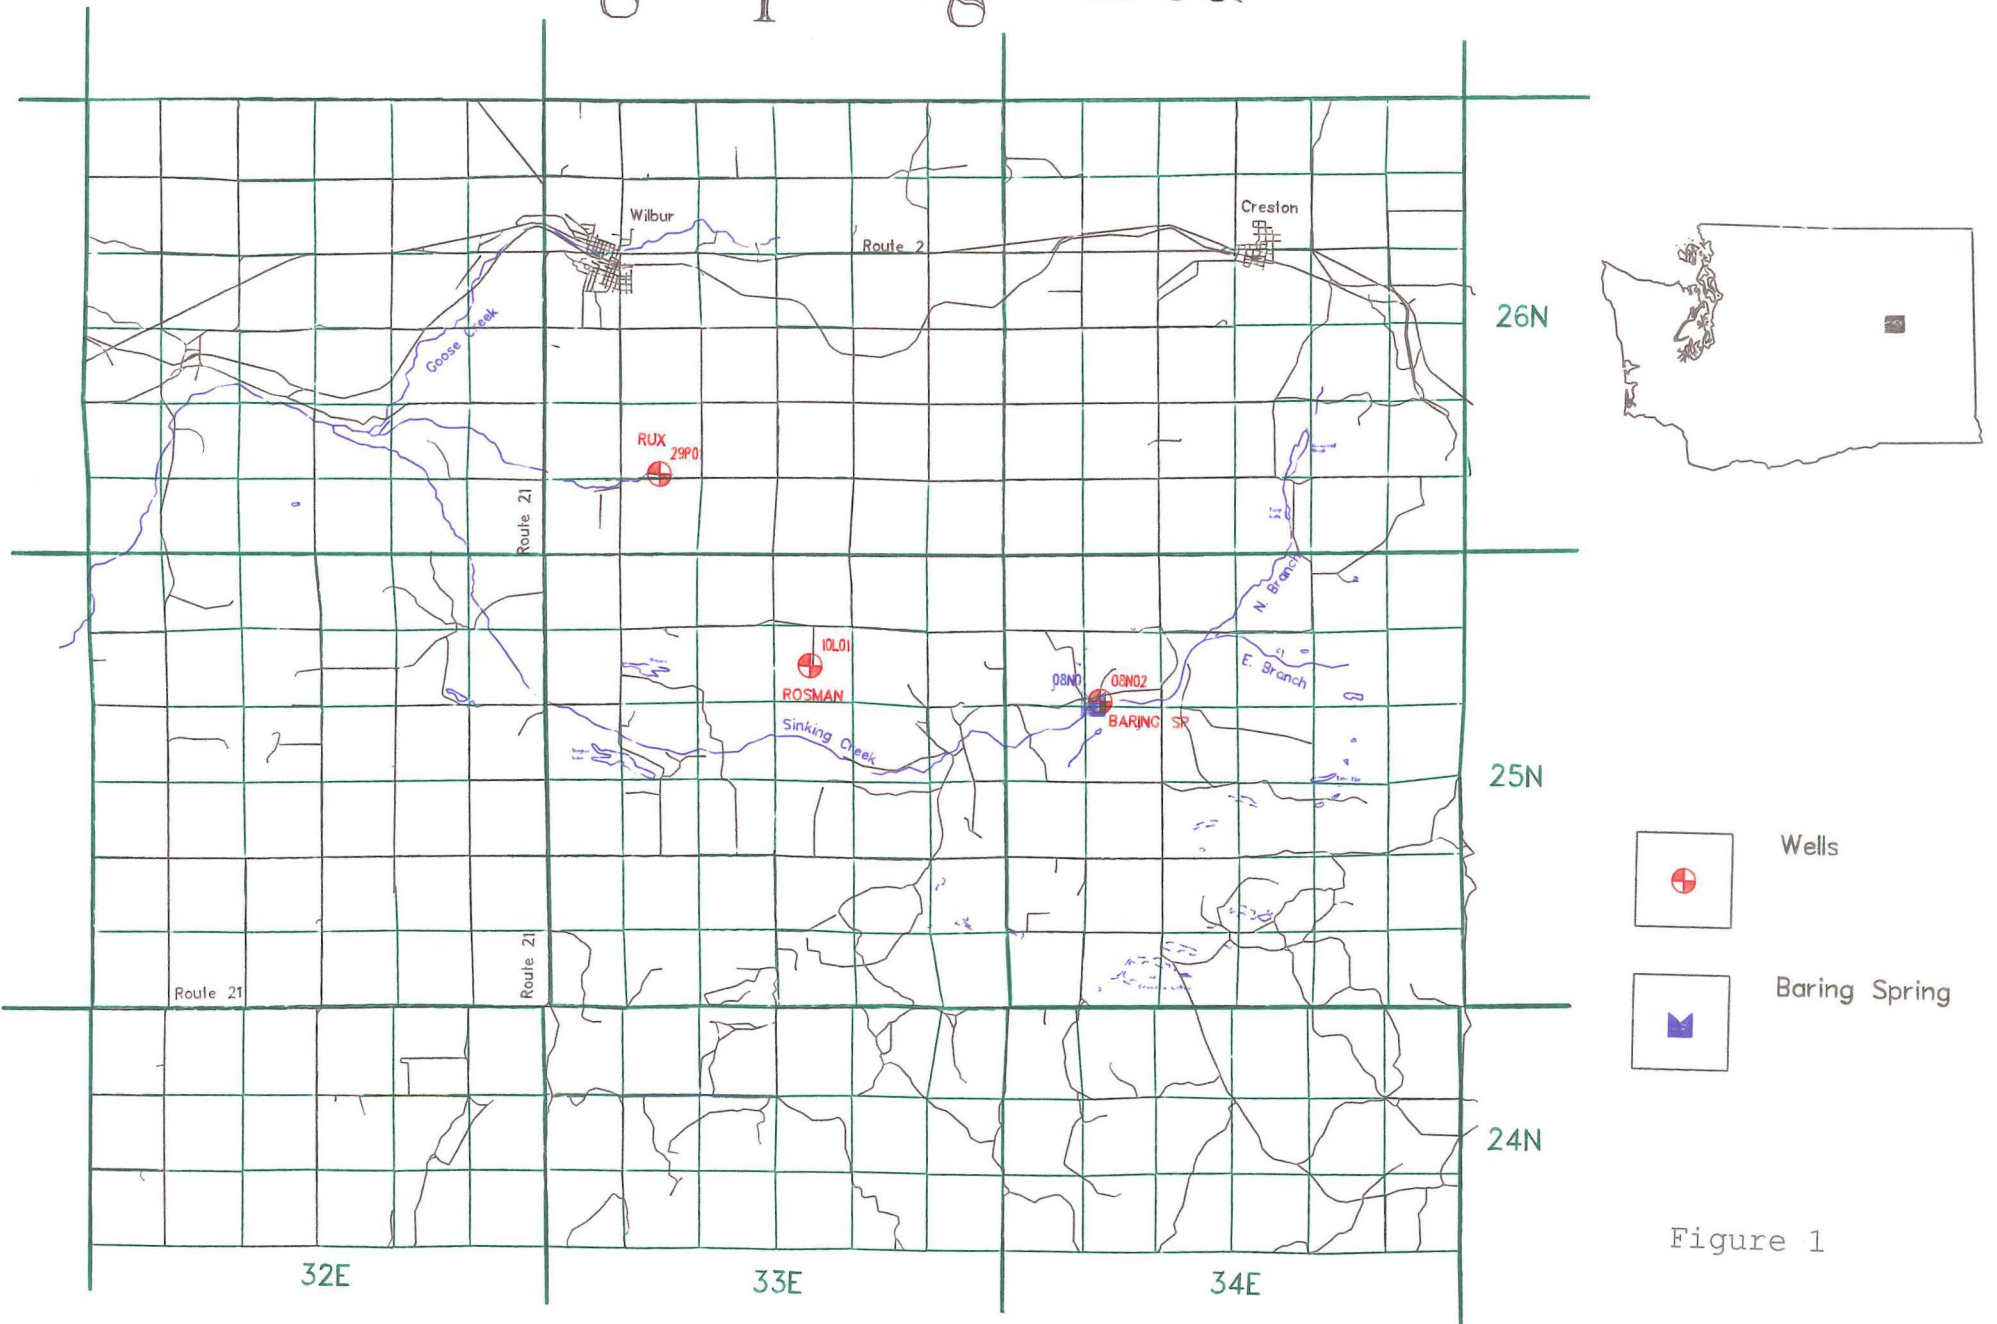 Wilbur
Creston
Route 2
26N
Goose Creek
RUX
29P0
Route 21
N. Branch
10L01
E. Branch
ROSMAN
08N0
08N02
BARING SP
Sinking Creek
25N
Wells
Route 21
Route 21
Baring Spring
24N
Figure 1
32E
33E
34E